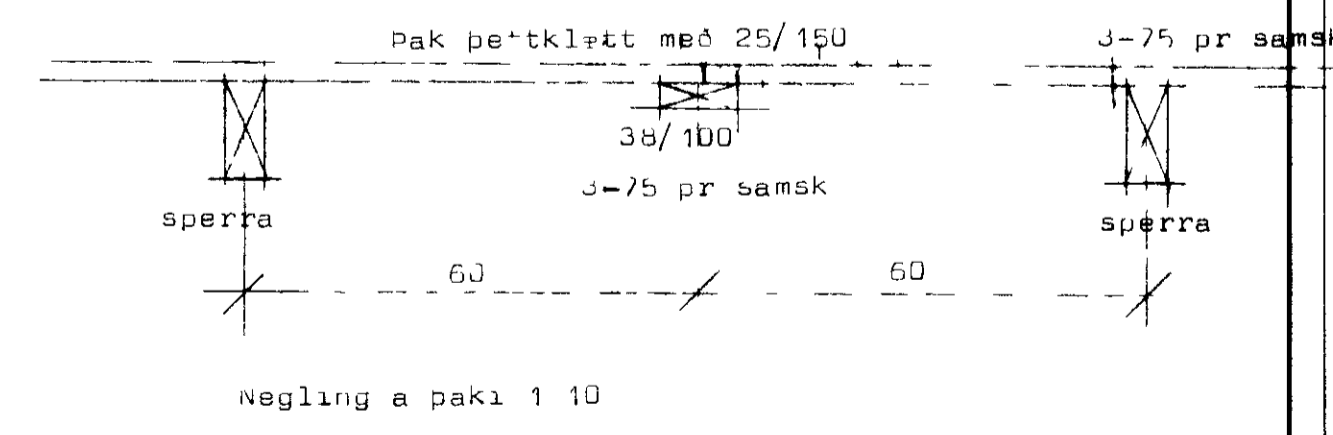 Þak þettklætt með 25/150
3-75 pr samsk
38/100
3-75 pr samsk
sperra
sperra
60
60
Negling a þaki 1 10